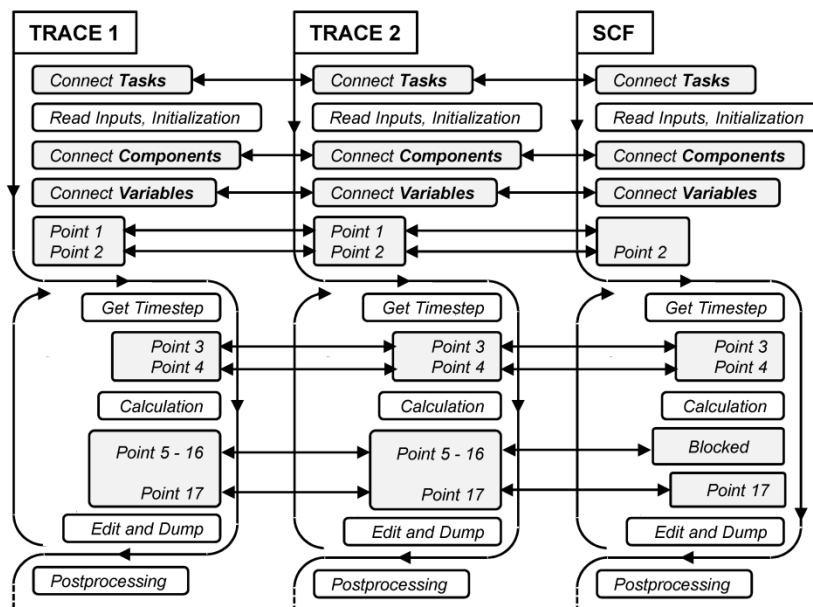 TRACE 1 TRACE 2 SCF
Connect Tasks Connect Tasks Connect Tasks
Read Inputs, Initialization Read Inputs, Initialization Read Inputs, Initialization
Connect Components Connect Components Connect Components
Connect Variables Connect Variables Connect Variables
Point 1 Point 1
Point 2 Point 2 Point 2
Get Timestep Get Timestep Get Timestep
Point 3 Point 3 Point 3
Point 4 Point 4 Point 4
Calculation Calculation Calculation
Point 5 - 16 Point 5 - 16 Blocked
Point 17 Point 17 Point 17
Edit and Dump Edit and Dump Edit and Dump
Postprocessing Postprocessing Postprocessing